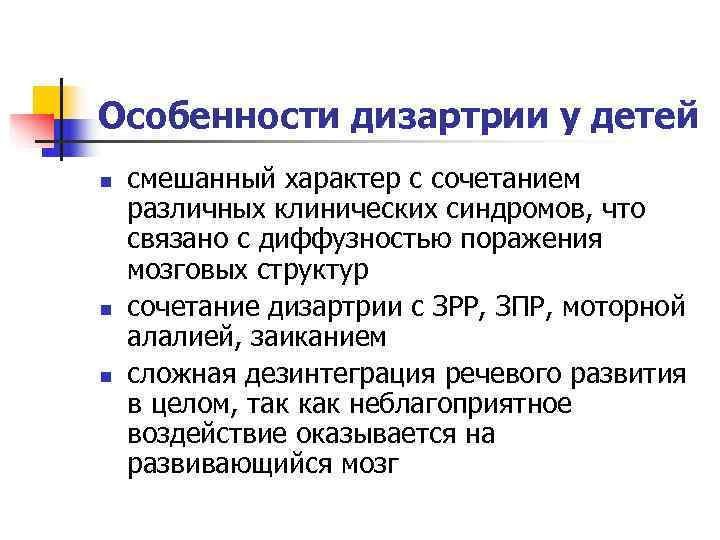 Особенности дизартрии у детей
смешанный характер с сочетанием
различных клинических синдромов, что
связано с диффузностью поражения
мозговых структур
сочетание дизартрии с ЗРР, ЗПР, моторной
алалией, заиканием
сложная дезинтеграция речевого развития
в целом, так как неблагоприятное
воздействие оказывается на
развивающийся мозг